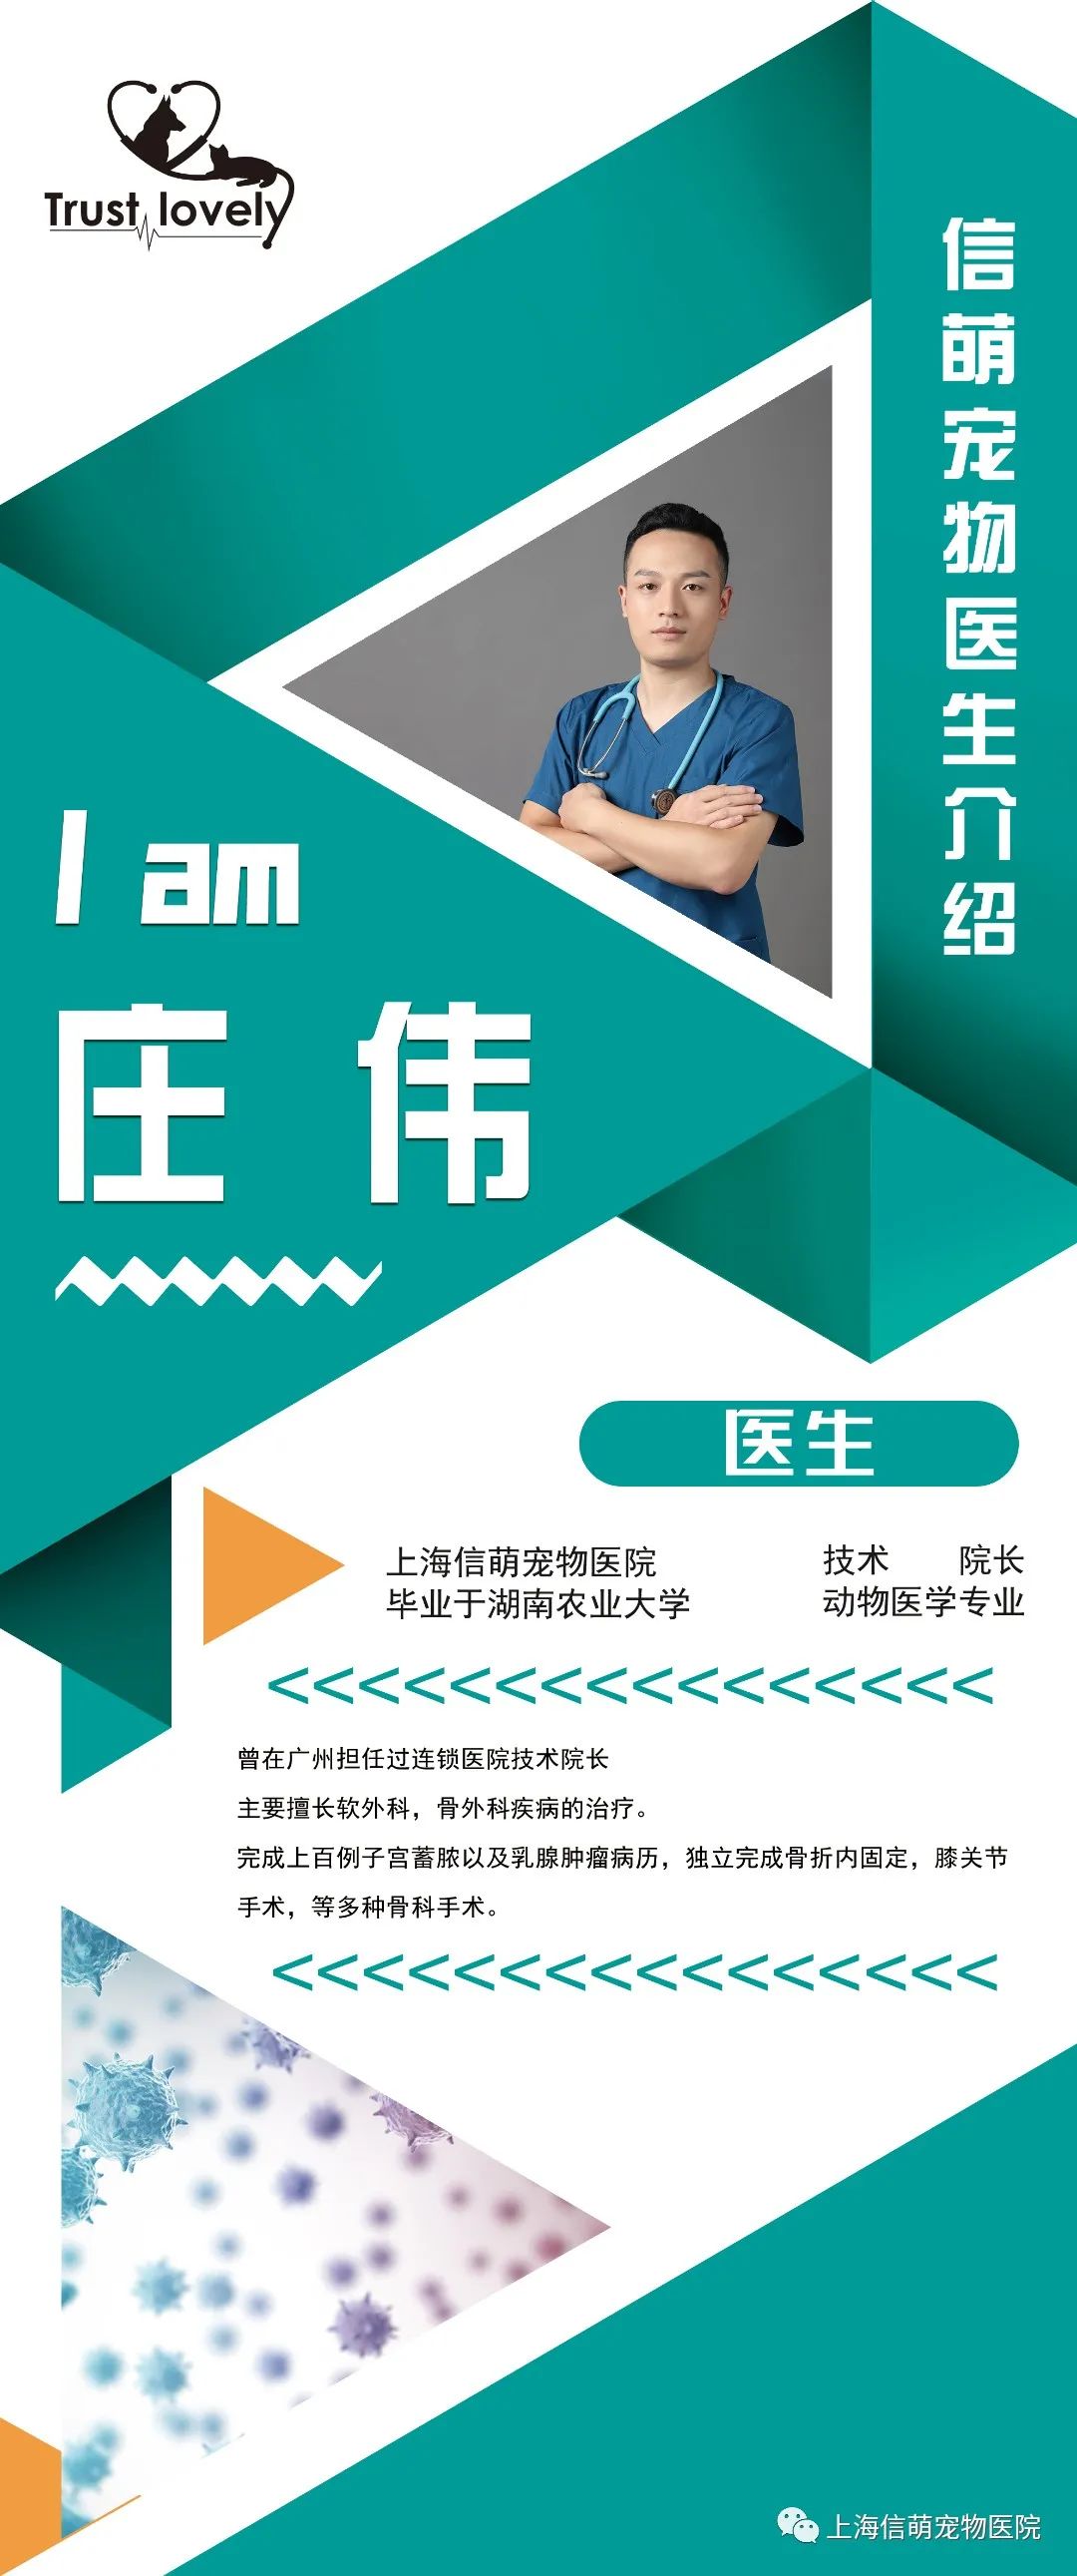 Trust lovely
信萌宠物医生介绍
I am
庄伟
医生
上海信萌宠物医院 技术 院长
毕业于湖南农业大学 动物医学专业
<<<<<<<<<<<<<<<<
曾在广州担任过连锁医院技术院长
主要擅长软外科，骨外科疾病的治疗。
完成上百例子宫蓄脓以及乳腺肿瘤病历，独立完成骨折内固定，膝关节
手术，等多种骨科手术。
<<<<<<<<<<<<<<<<
上海信萌宠物医院